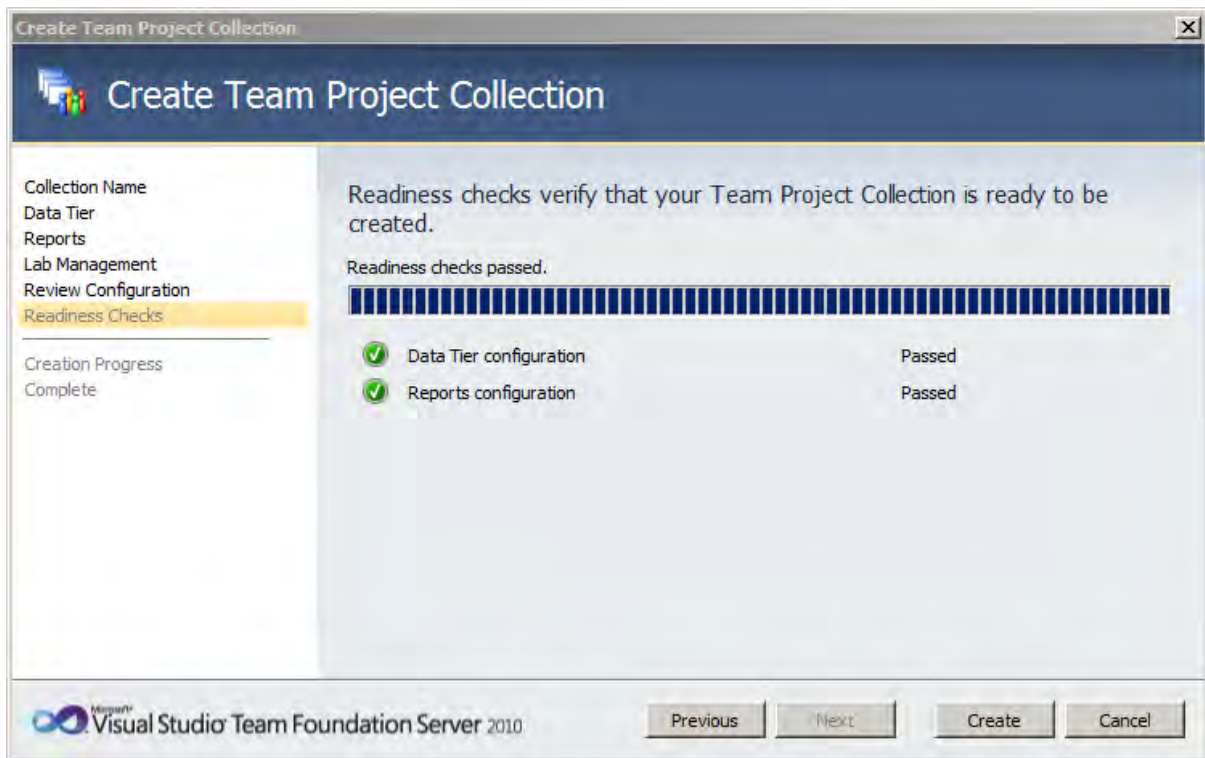 Create Team Project Collection
Create Team Project Collection
Collection Name
Data Tier
Reports
Lab Management
Review Configuration
Readiness Checks
Creation Progress
Complete
Readiness checks verify that your Team Project Collection is ready to be
created.
Readiness checks passed.
Data Tier configuration Passed
Reports configuration Passed
Microsoft
Visual Studio Team Foundation Server 2010
Previous Next Create Cancel